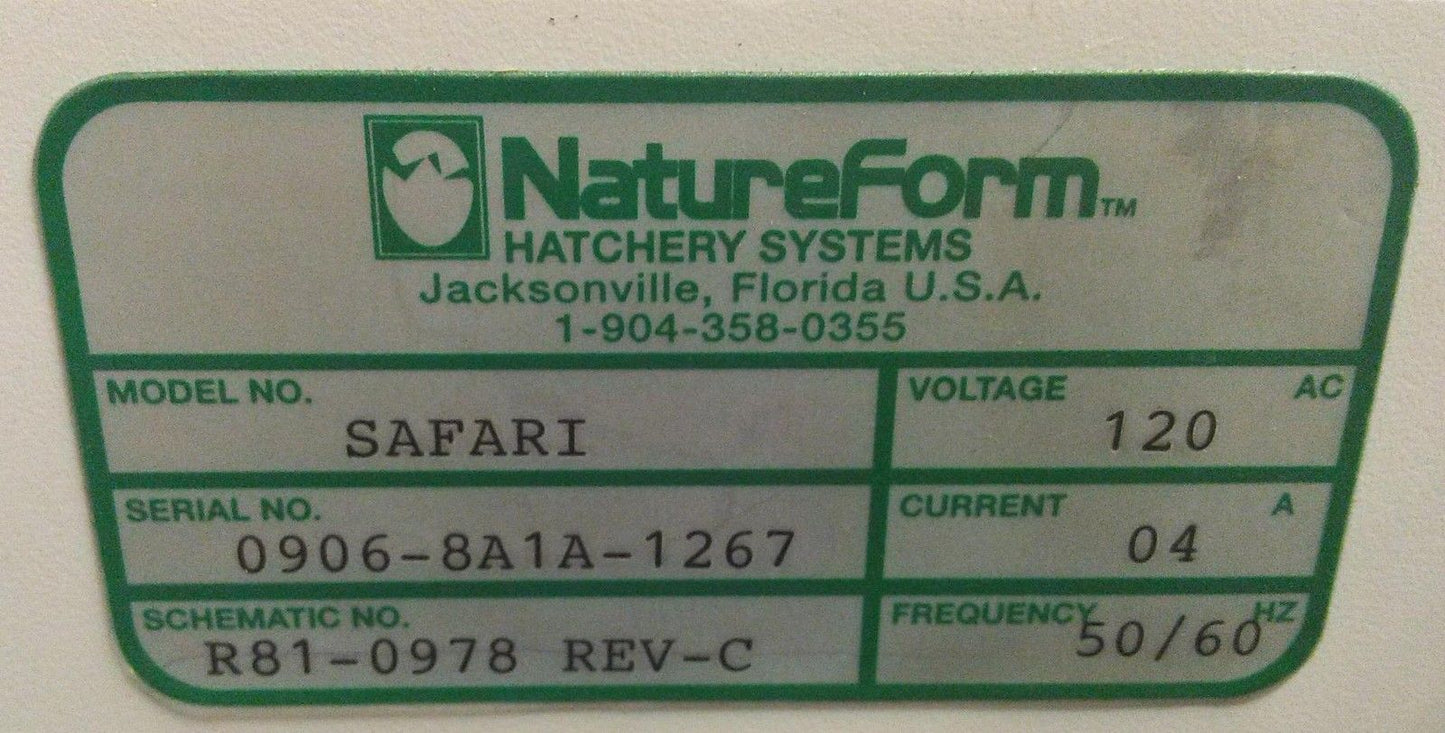 NatureForm™
HATCHERY SYSTEMS
Jacksonville, Florida U.S.A.
1-904-358-0355
MODEL NO.
SAFARI
VOLTAGE AC
120
SERIAL NO.
0906-8A1A-1267
CURRENT A
04
SCHEMATIC NO.
R81-0978 REV-C
FREQUENCY HZ
50/60